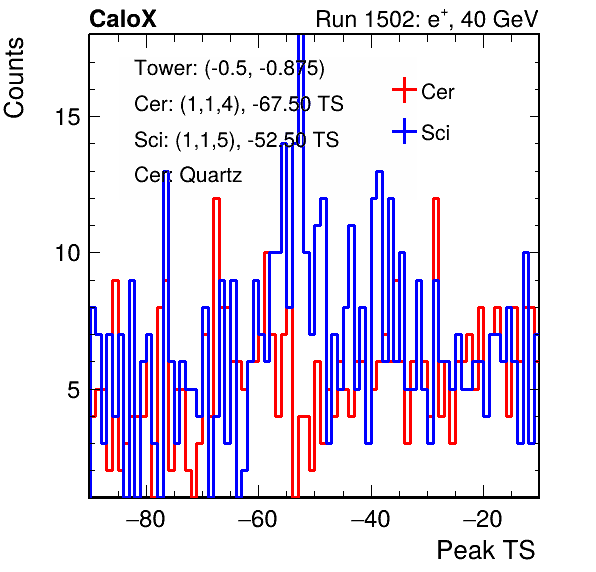 CaloX Run 1502: e⁺, 40 GeV
Counts
Tower: (-0.5, -0.875)
Cer: (1,1,4), -67.50 TS
Sci: (1,1,5), -52.50 TS
Cer: Quartz
Cer
Sci
15
10
5
−80 −60 −40 −20
Peak TS